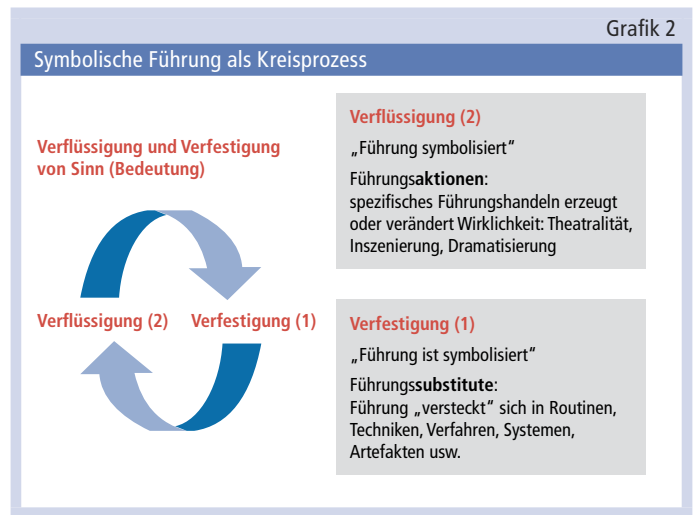 Grafik 2
Symbolische Führung als Kreisprozess
Verflüssigung und Verfestigung
von Sinn (Bedeutung)
Verflüssigung (2)
Verfestigung (1)
Verflüssigung (2)
„Führung symbolisiert“
Führungsaktionen:
spezifisches Führungshandeln erzeugt
oder verändert Wirklichkeit: Theatralität,
Inszenierung, Dramatisierung
Verfestigung (1)
„Führung ist symbolisiert“
Führungssubstitute:
Führung „versteckt“ sich in Routinen,
Techniken, Verfahren, Systemen,
Artefakten usw.